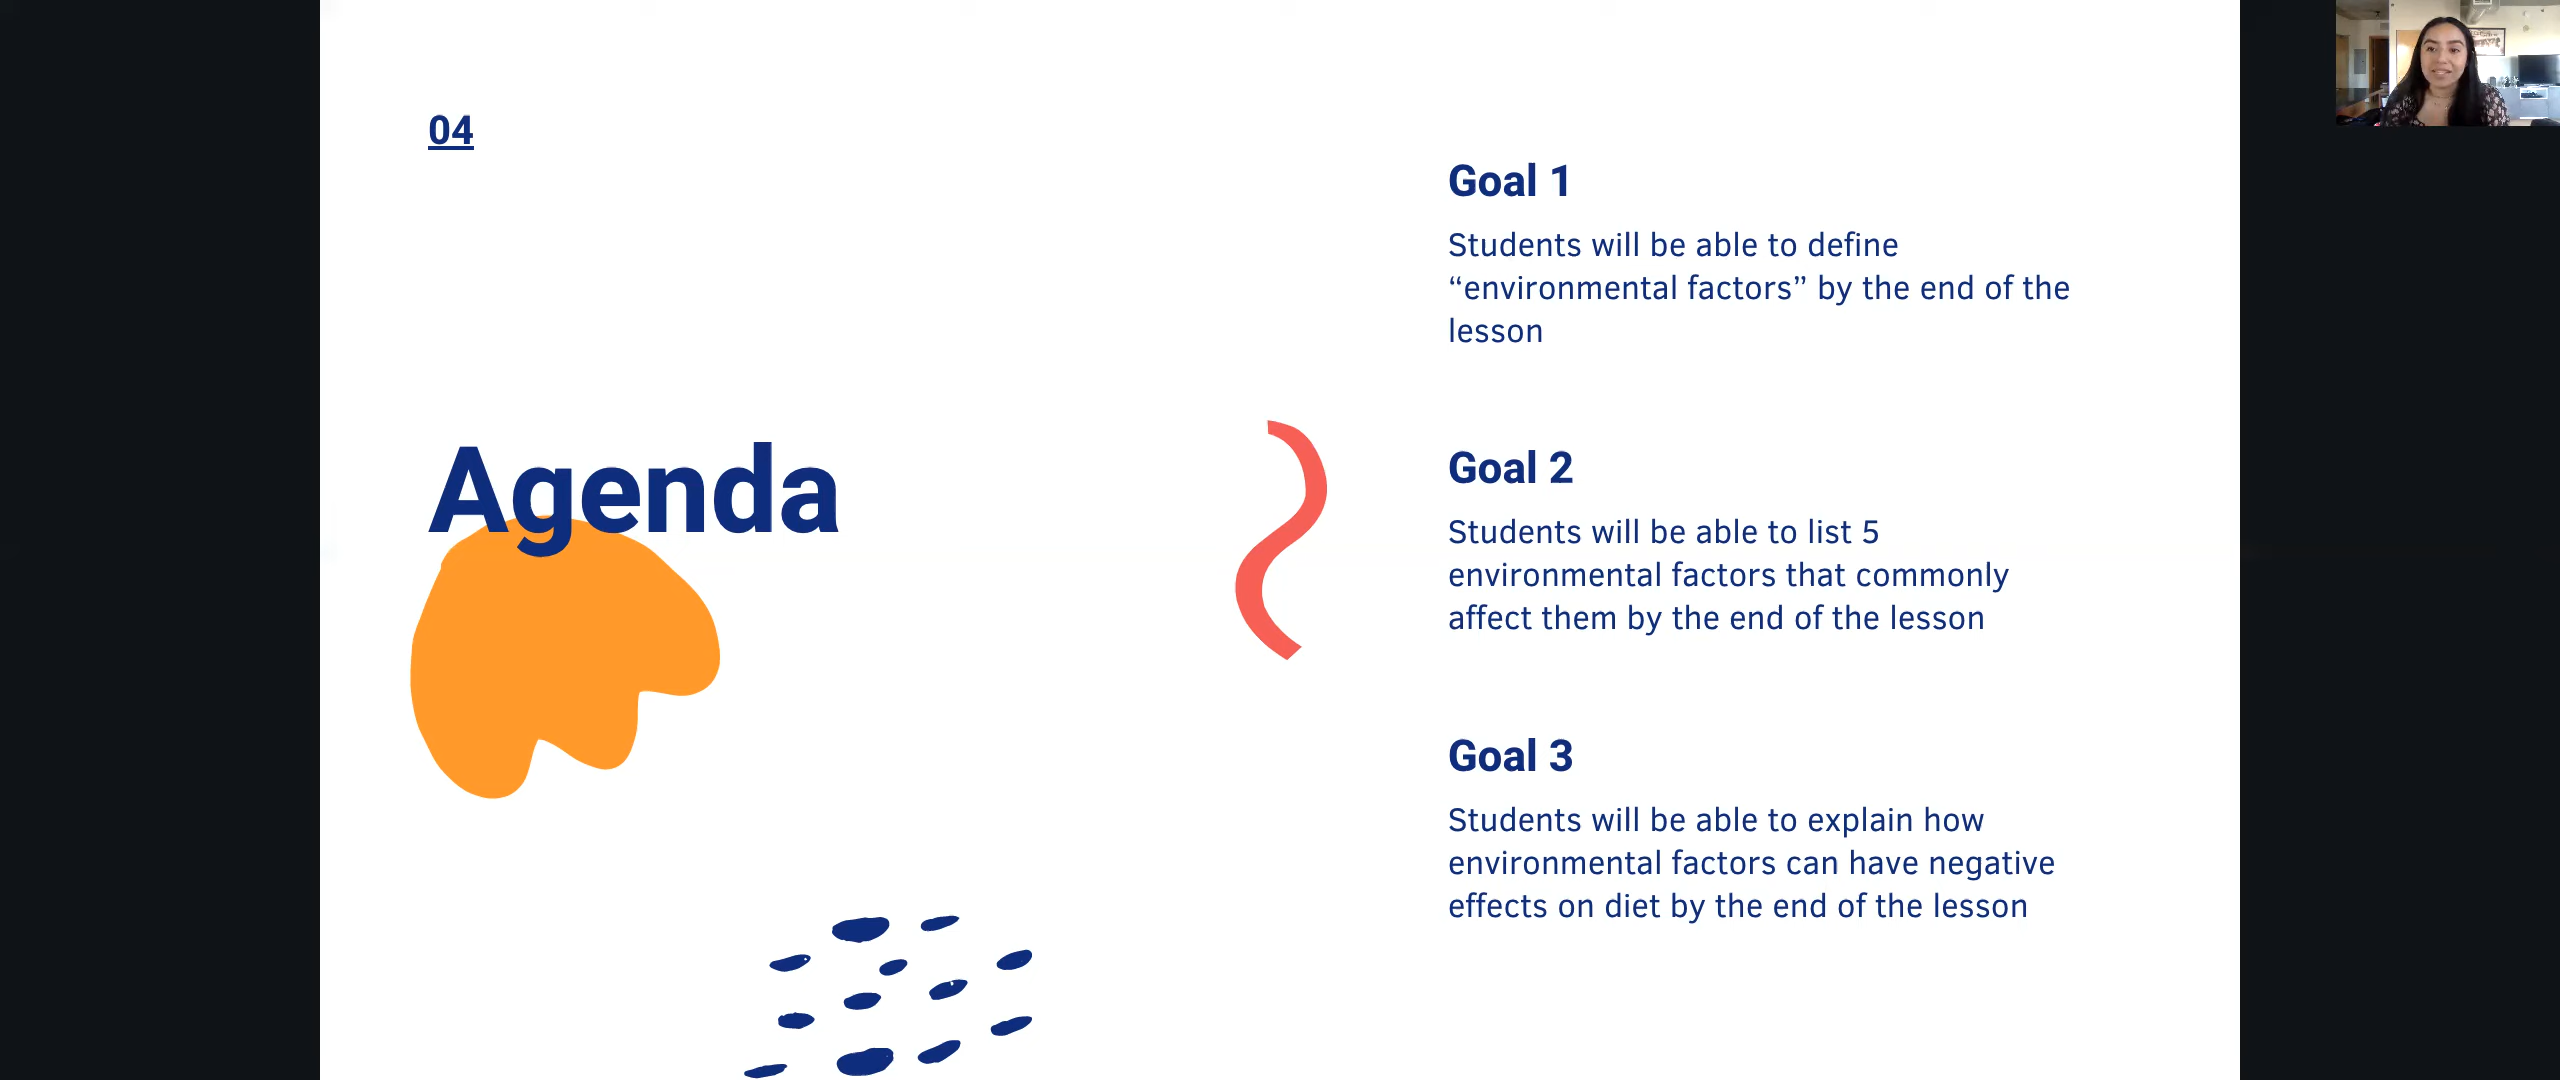 04
Agenda
Goal 1
Students will be able to define
“environmental factors” by the end of the
lesson
Goal 2
Students will be able to list 5
environmental factors that commonly
affect them by the end of the lesson
Goal 3
Students will be able to explain how
environmental factors can have negative
effects on diet by the end of the lesson